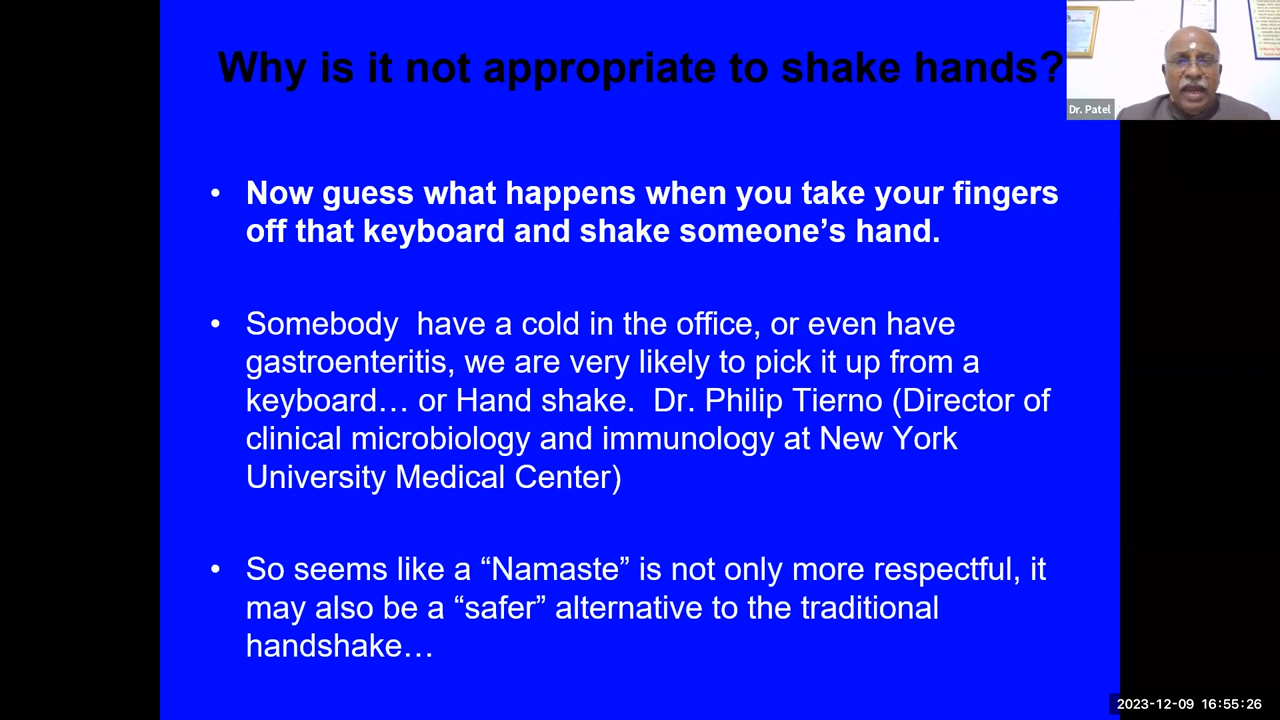 Why is it not appropriate to shake hands?
Dr. Patel
• Now guess what happens when you take your fingers
off that keyboard and shake someone’s hand.
• Somebody  have a cold in the office, or even have
gastroenteritis, we are very likely to pick it up from a
keyboard… or Hand shake.  Dr. Philip Tierno (Director of
clinical microbiology and immunology at New York
University Medical Center)
• So seems like a “Namaste” is not only more respectful, it
may also be a “safer” alternative to the traditional
handshake…
2023-12-09 16:55:26